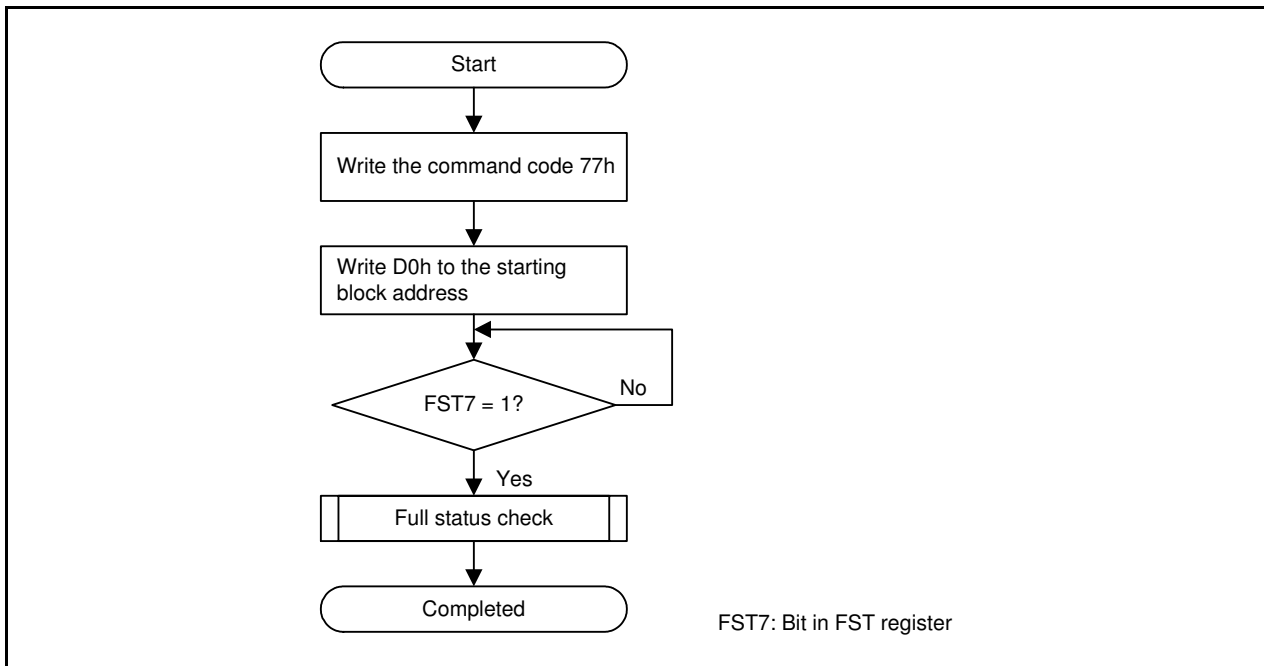 Start
Write the command code 77h
Write D0h to the starting
block address
FST7 = 1?
No
Yes
Full status check
Completed
FST7: Bit in FST register